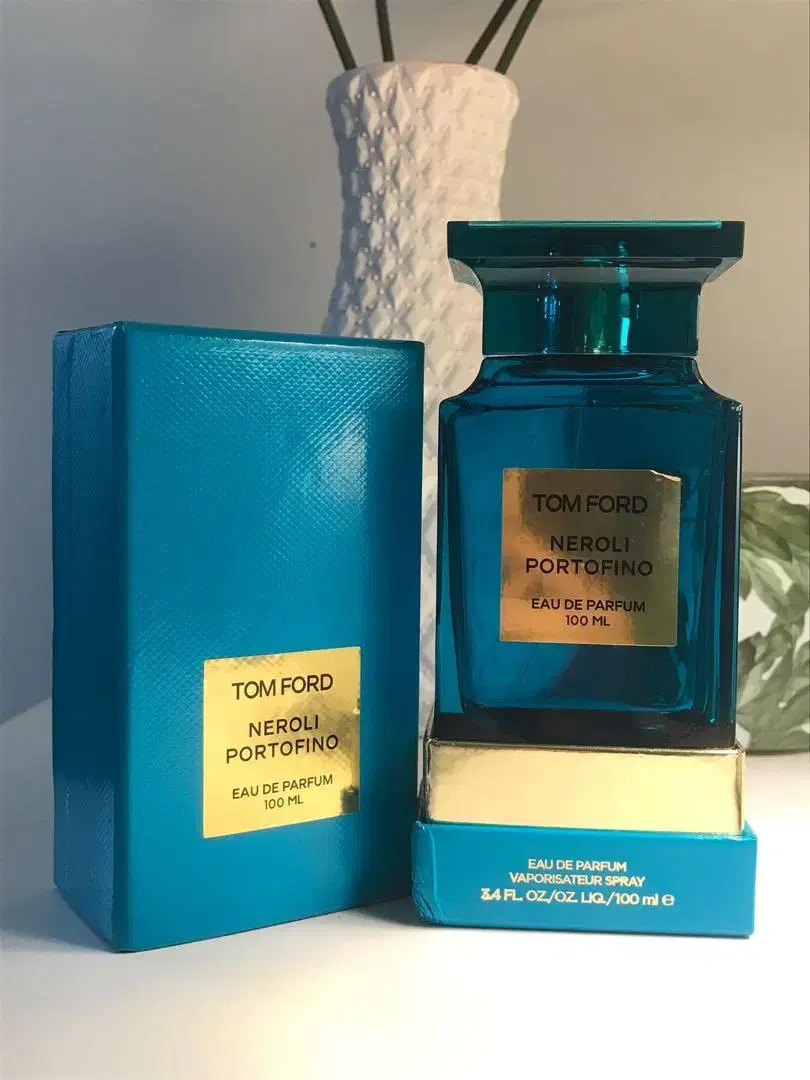 TOM FORD
NEROLI
PORTOFINO
EAU DE PARFUM
100 ML
TOM FORD
NEROLI
PORTOFINO
EAU DE PARFUM
100 ML
EAU DE PARFUM
VAPORISATEUR SPRAY
3.4 FL. OZ./OZ. LIQ./100 ml ℮